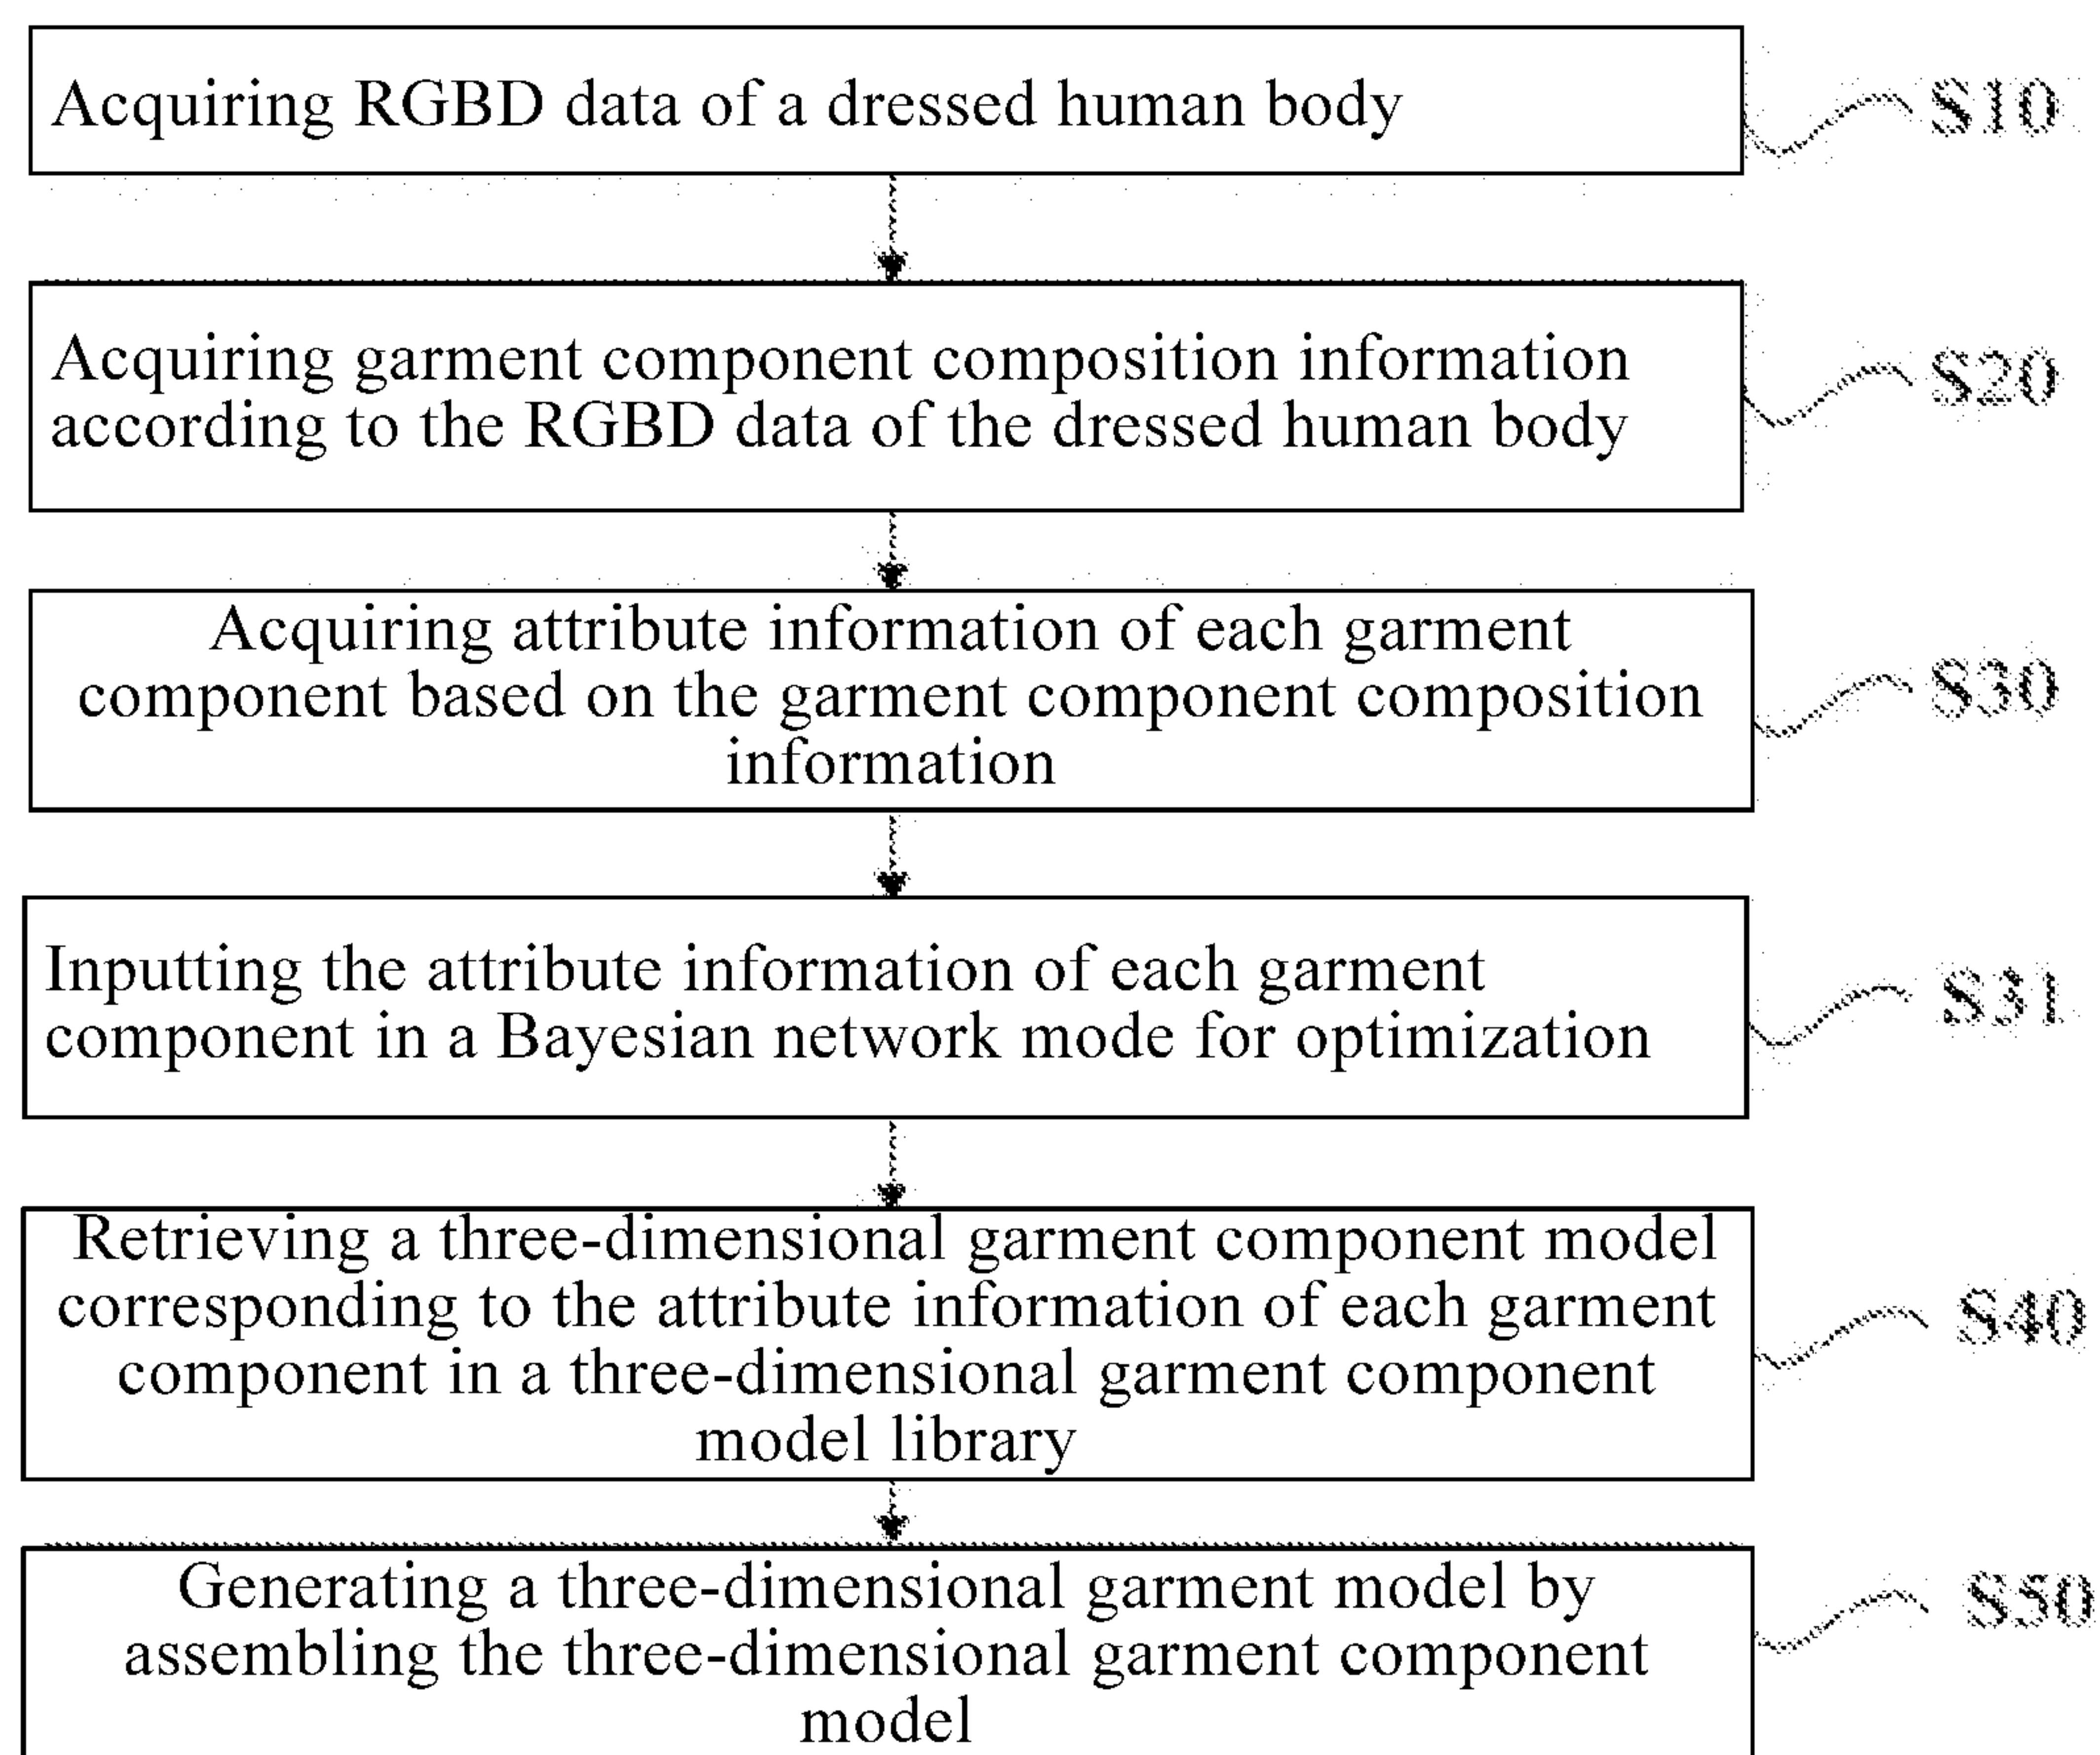 Acquiring RGBD data of a dressed human body
S10
Acquiring garment component composition information
according to the RGBD data of the dressed human body
S20
Acquiring attribute information of each garment
component based on the garment component composition
information
S30
Inputting the attribute information of each garment
component in a Bayesian network mode for optimization
S31
Retrieving a three-dimensional garment component model
corresponding to the attribute information of each garment
component in a three-dimensional garment component
model library
S40
Generating a three-dimensional garment model by
assembling the three-dimensional garment component
model
S50